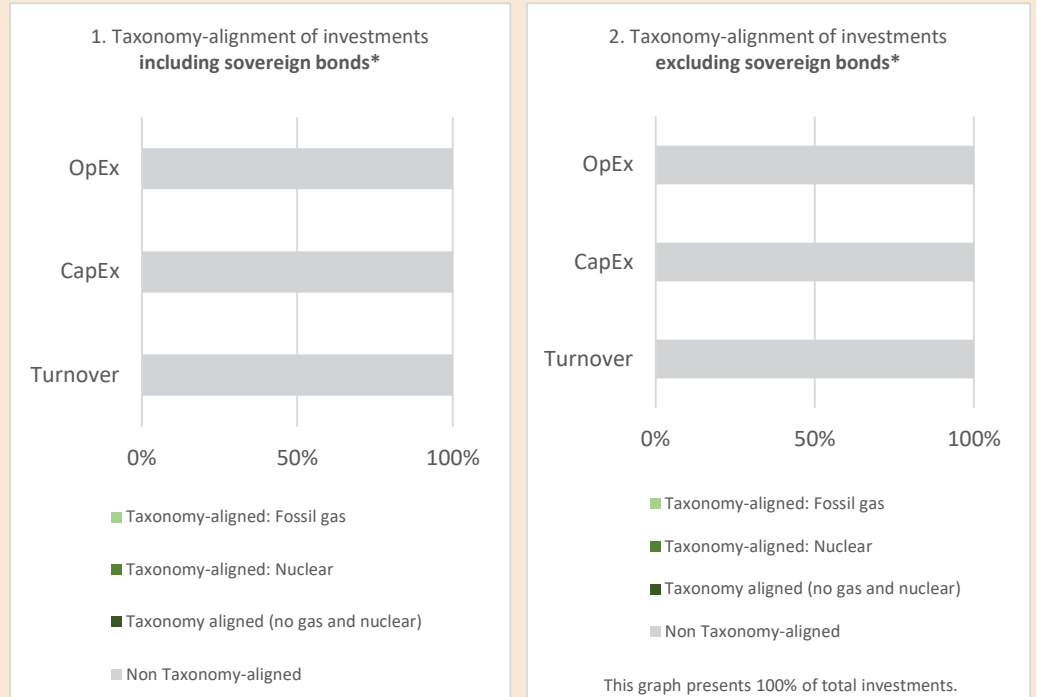 1. Taxonomy-alignment of investments
including sovereign bonds*
OpEx
CapEx
Turnover
0% 50% 100%
Taxonomy-aligned: Fossil gas
Taxonomy-aligned: Nuclear
Taxonomy aligned (no gas and nuclear)
Non Taxonomy-aligned
2. Taxonomy-alignment of investments
excluding sovereign bonds*
OpEx
CapEx
Turnover
0% 50% 100%
Taxonomy-aligned: Fossil gas
Taxonomy-aligned: Nuclear
Taxonomy aligned (no gas and nuclear)
Non Taxonomy-aligned
This graph presents 100% of total investments.